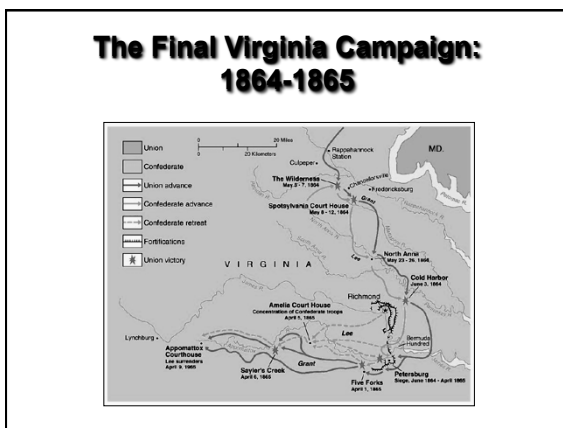 The Final Virginia Campaign:
1864-1865
Union
Confederate
Union advance
Confederate advance
Confederate retreat
Fortifications
Union victory
0
20 Miles
0
20 Kilometers
MD.
Rappahannock
Station
Culpeper
The Wilderness
May 5 - 7, 1864
Chancellorsville
Fredericksburg
Spotsylvania Court House
May 8 - 12, 1864
Grant
Lee
North Anna
May 23 - 26, 1864
VIRGINIA
Cold Harbor
June 3, 1864
Richmond
Amelia Court House
Concentration of Confederate troops
April 5, 1865
Lee
Bermuda
Hundred
Lynchburg
Appomattox
Courthouse
Lee surrenders
April 9, 1865
Sayler's Creek
April 6, 1865
Grant
Five Forks
April 1, 1865
Petersburg
Siege, June 1864 - April 1865